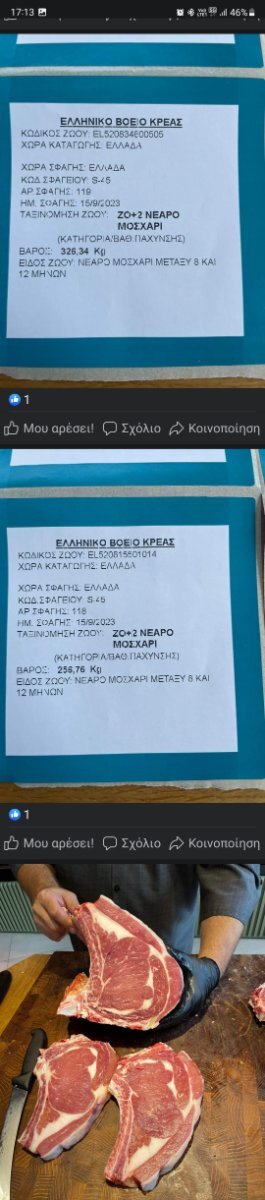 17:13
46%
ΕΛΛΗΝΙΚΟ ΒΟΕΙΟ ΚΡΕΑΣ
ΚΩΔΙΚΟΣ ΖΩΟΥ: EL520834600505
ΧΩΡΑ ΚΑΤΑΓΩΓΗΣ: ΕΛΛΑΔΑ
ΧΩΡΑ ΣΦΑΓΗΣ: ΕΛΛΑΔΑ
ΚΩΔ ΣΦΑΓΕΙΟΥ: S-45
ΑΡ ΣΦΑΓΗΣ: 119
ΗΜ. ΣΦΑΓΗΣ: 15/9/2023
ΤΑΞΙΝΟΜΗΣΗ ΖΩΟΥ: ZO+2 ΝΕΑΡΟ
ΜΟΣΧΑΡΙ
(ΚΑΤΗΓΟΡΙΑ/ΒΑΘ.ΠΑΧΥΝΣΗΣ)
ΒΑΡΟΣ: 326,34 Kg
ΕΙΔΟΣ ΖΩΟΥ: ΝΕΑΡΟ ΜΟΣΧΑΡΙ ΜΕΤΑΞΥ 8 ΚΑΙ
12 ΜΗΝΩΝ
1
Μου αρέσει! Σχόλιο Κοινοποίηση
ΕΛΛΗΝΙΚΟ ΒΟΕΙΟ ΚΡΕΑΣ
ΚΩΔΙΚΟΣ ΖΩΟΥ: EL520815501014
ΧΩΡΑ ΚΑΤΑΓΩΓΗΣ: ΕΛΛΑΔΑ
ΧΩΡΑ ΣΦΑΓΗΣ: ΕΛΛΑΔΑ
ΚΩΔ ΣΦΑΓΕΙΟΥ: S-45
ΑΡ ΣΦΑΓΗΣ: 118
ΗΜ. ΣΦΑΓΗΣ: 15/9/2023
ΤΑΞΙΝΟΜΗΣΗ ΖΩΟΥ: ZO+2 ΝΕΑΡΟ
ΜΟΣΧΑΡΙ
(ΚΑΤΗΓΟΡΙΑ/ΒΑΘ.ΠΑΧΥΝΣΗΣ)
ΒΑΡΟΣ: 256,76 Kg
ΕΙΔΟΣ ΖΩΟΥ: ΝΕΑΡΟ ΜΟΣΧΑΡΙ ΜΕΤΑΞΥ 8 ΚΑΙ
12 ΜΗΝΩΝ
1
Μου αρέσει! Σχόλιο Κοινοποίηση